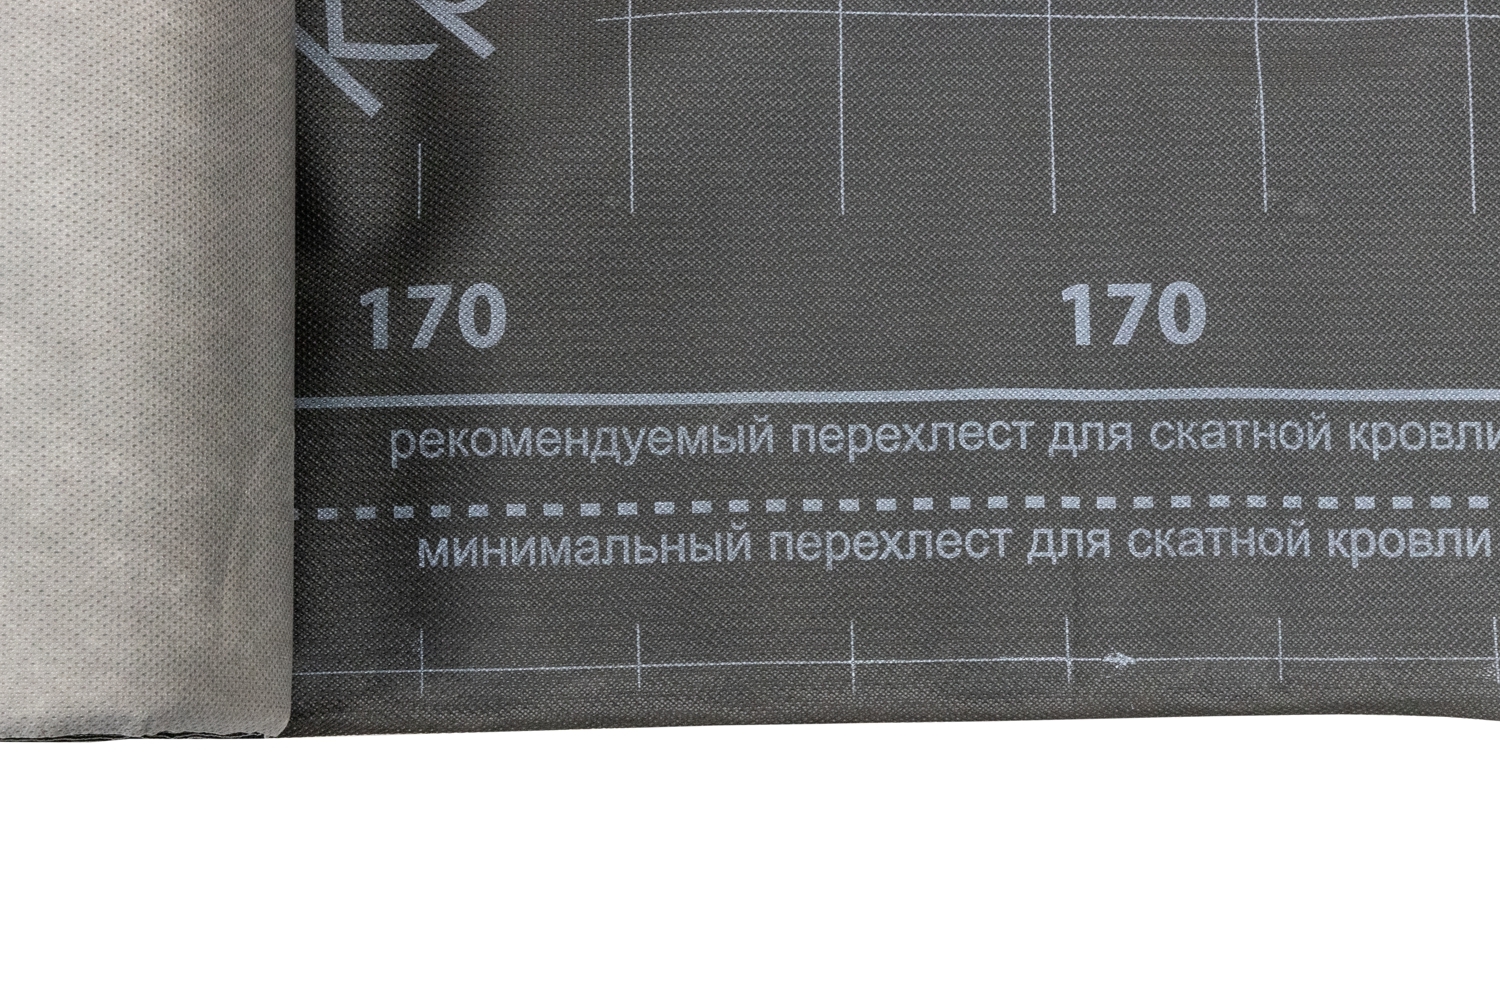 170 170
рекомендуемый перехлест для скатной кровли
минимальный перехлест для скатной кровли